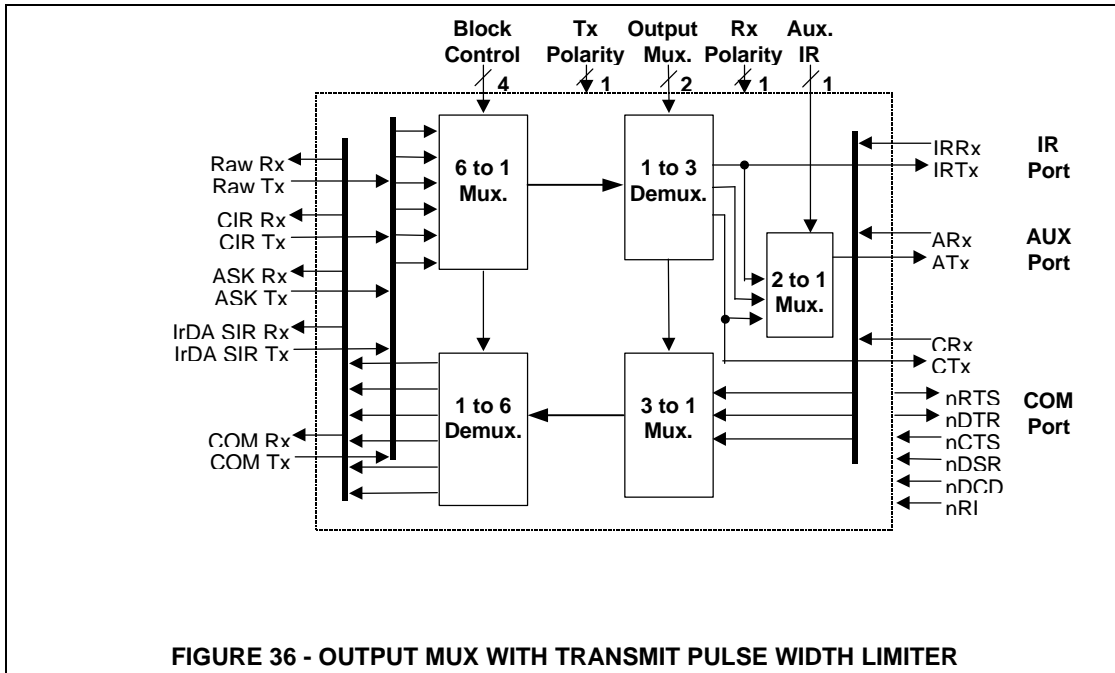 Block Control
Tx Polarity
Output Mux.
Rx Polarity
Aux. IR
4
1
2
1
1
6 to 1 Mux.
1 to 3 Demux.
2 to 1 Mux.
1 to 6 Demux.
3 to 1 Mux.
Raw Rx
Raw Tx
CIR Rx
CIR Tx
ASK Rx
ASK Tx
IrDA SIR Rx
IrDA SIR Tx
COM Rx
COM Tx
IRRx
IRTx
IR Port
ARx
ATx
AUX Port
CRx
CTx
nRTS
nDTR
nCTS
nDSR
nDCD
nRI
COM Port
FIGURE 36 - OUTPUT MUX WITH TRANSMIT PULSE WIDTH LIMITER